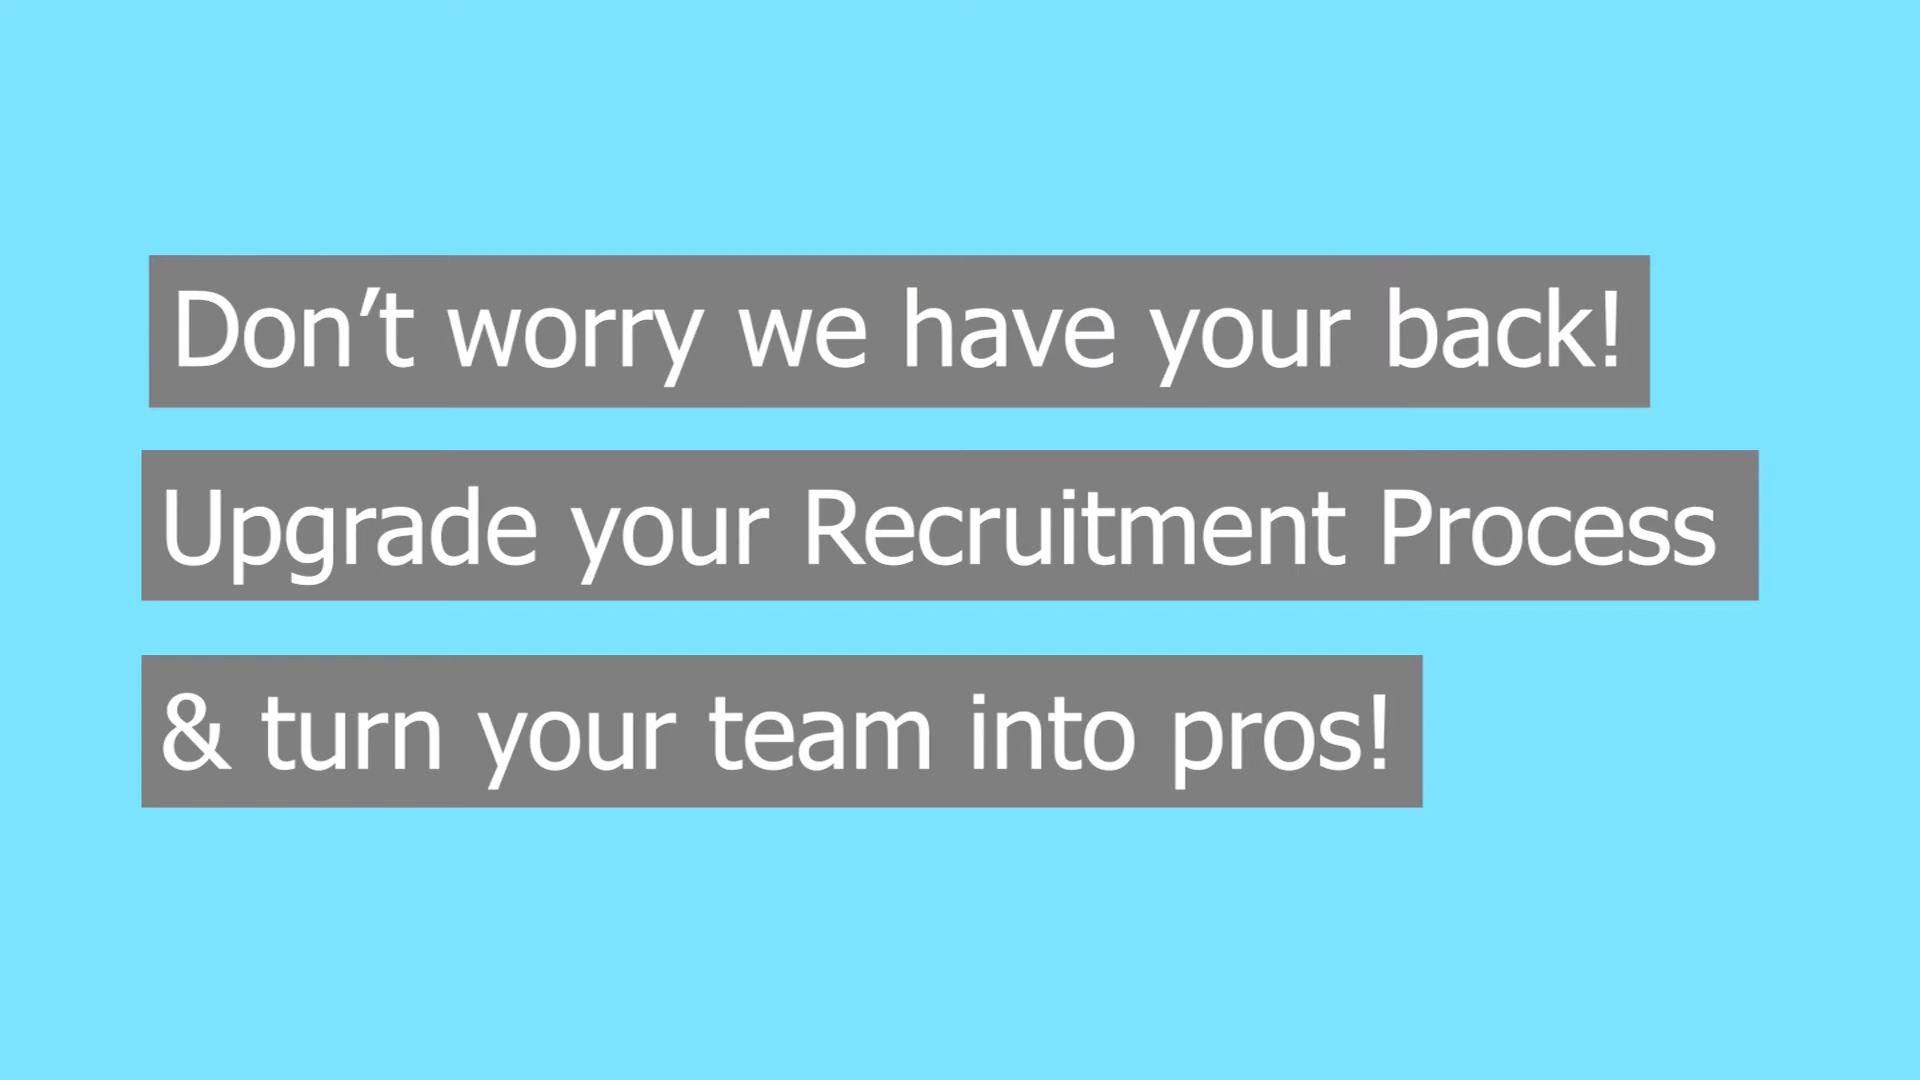 Don’t worry we have your back!
Upgrade your Recruitment Process
& turn your team into pros!